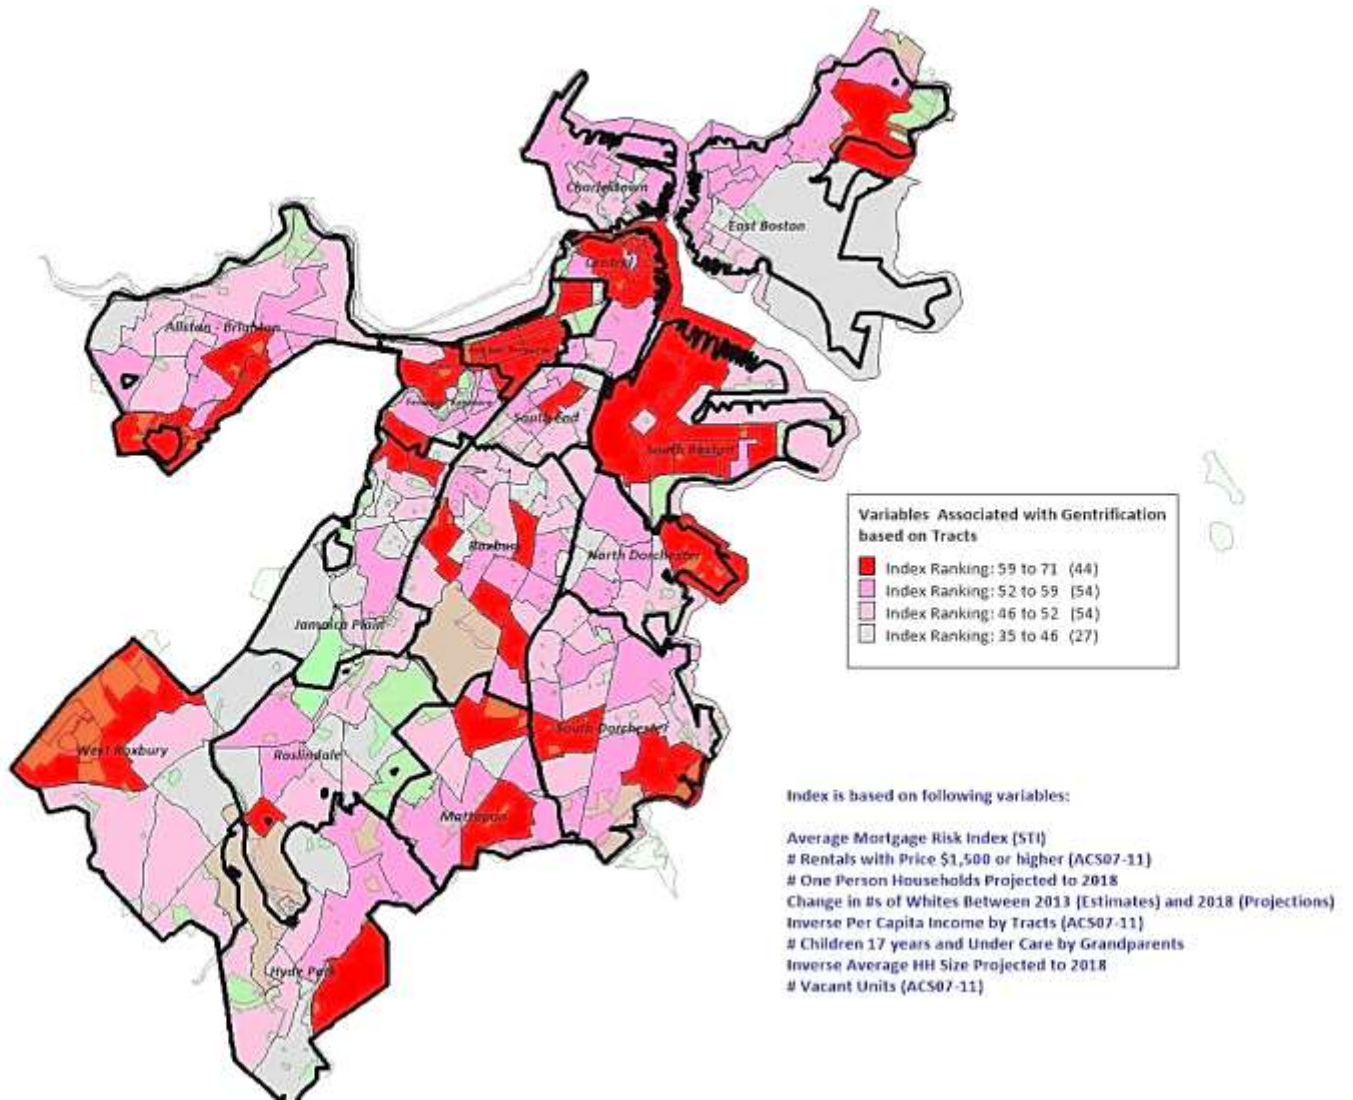 Charlestown
East Boston
Central
Allston - Brighton
South End
South Boston
Roxbury
North Dorchester
Jamaica Plain
West Roxbury
Roslindale
South Dorchester
Mattapan
Hyde Park
Variables Associated with Gentrification
based on Tracts
Index Ranking: 59 to 71 (44)
Index Ranking: 52 to 59 (54)
Index Ranking: 46 to 52 (54)
Index Ranking: 35 to 46 (27)
Index is based on following variables:
Average Mortgage Risk Index (STI)
# Rentals with Price $1,500 or higher (ACS07-11)
# One Person Households Projected to 2018
Change in #s of Whites Between 2013 (Estimates) and 2018 (Projections)
Inverse Per Capita Income by Tracts (ACS07-11)
# Children 17 years and Under Care by Grandparents
Inverse Average HH Size Projected to 2018
# Vacant Units (ACS07-11)